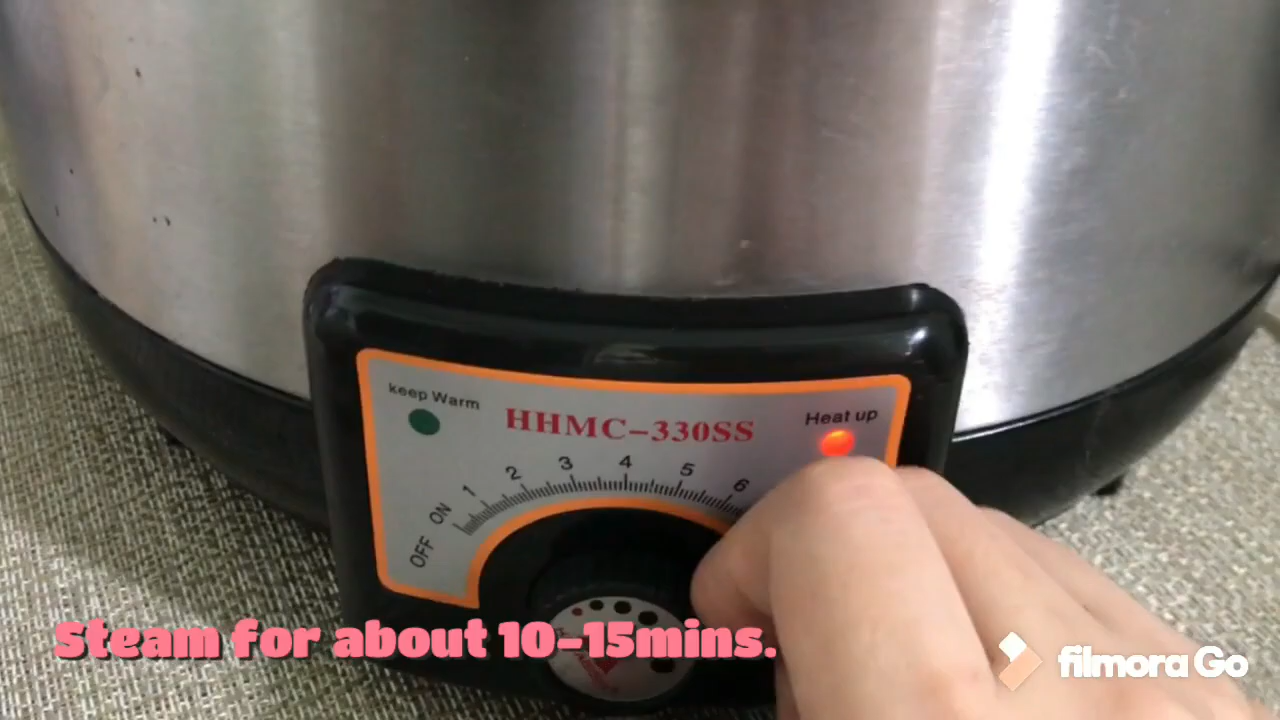 keep Warm
HHMC-330SS
Heat up
OFF ON 1 2 3 4 5 6
Steam for about 10-15mins.
filmora Go